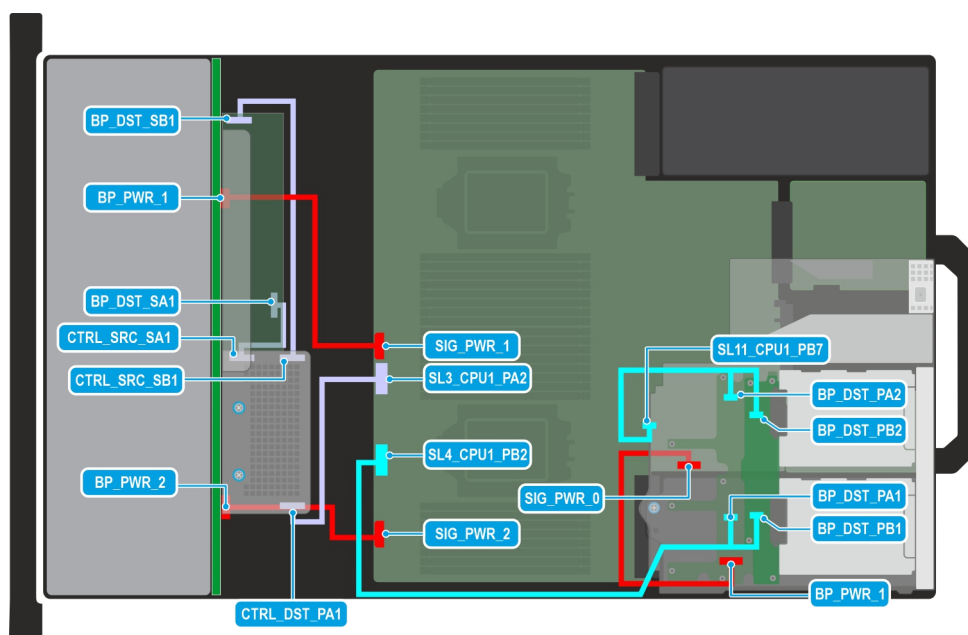 BP_DST_SB1
BP_PWR_1
BP_DST_SA1
CTRL_SRC_SA1
SIG_PWR_1
SL11_CPU1_PB7
CTRL_SRC_SB1
SL3_CPU1_PA2
BP_DST_PA2
BP_DST_PB2
SL4_CPU1_PB2
BP_PWR_2
SIG_PWR_0
BP_DST_PA1
SIG_PWR_2
BP_DST_PB1
BP_PWR_1
CTRL_DST_PA1